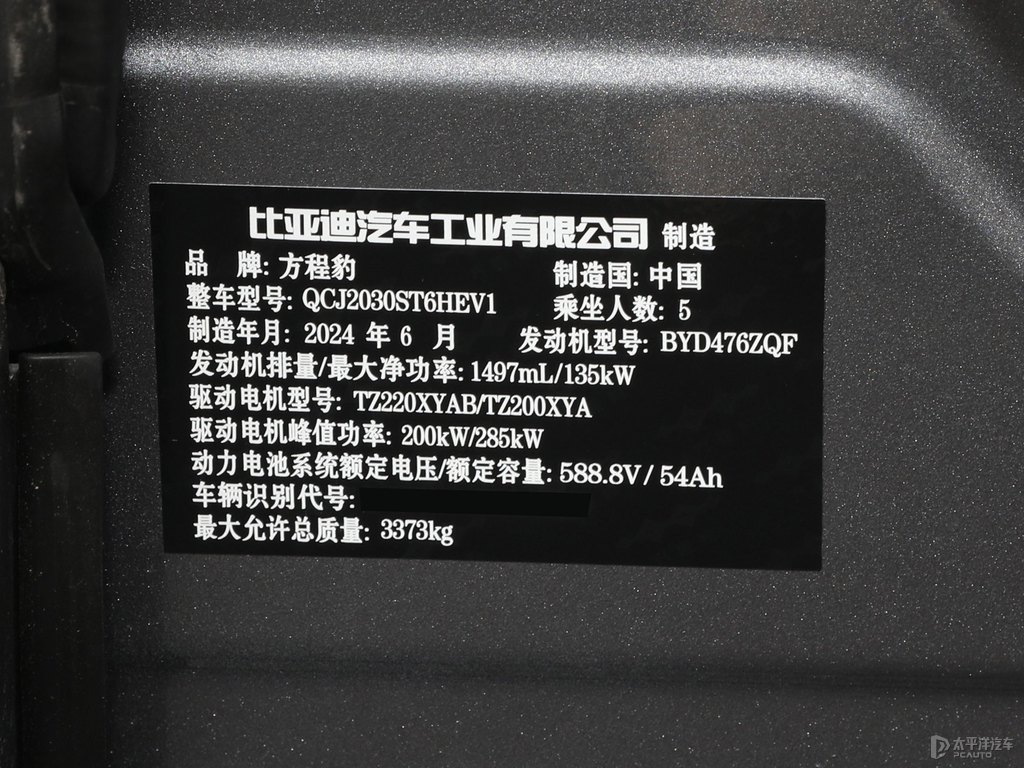 比亚迪汽车工业有限公司 制造
品 牌: 方程豹 制造国: 中国
整车型号: QCJ2030ST6HEV1 乘坐人数: 5
制造年月: 2024 年 6 月 发动机型号: BYD476ZQF
发动机排量/最大净功率: 1497mL/135kW
驱动电机型号: TZ220XYAB/TZ200XYA
驱动电机峰值功率: 200kW/285kW
动力电池系统额定电压/额定容量: 588.8V/54Ah
车辆识别代号:
最大允许总质量: 3373kg
太平洋汽车
PCAUTO